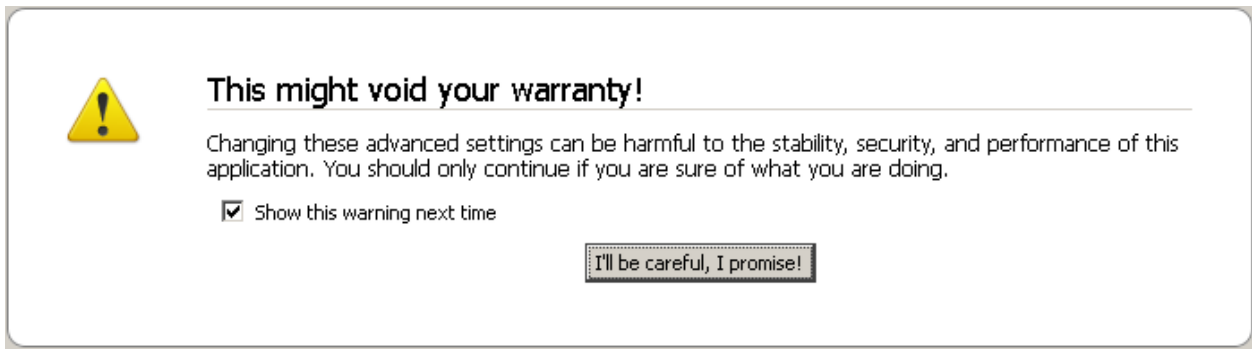 This might void your warranty!
Changing these advanced settings can be harmful to the stability, security, and performance of this
application. You should only continue if you are sure of what you are doing.
Show this warning next time
I'll be careful, I promise!